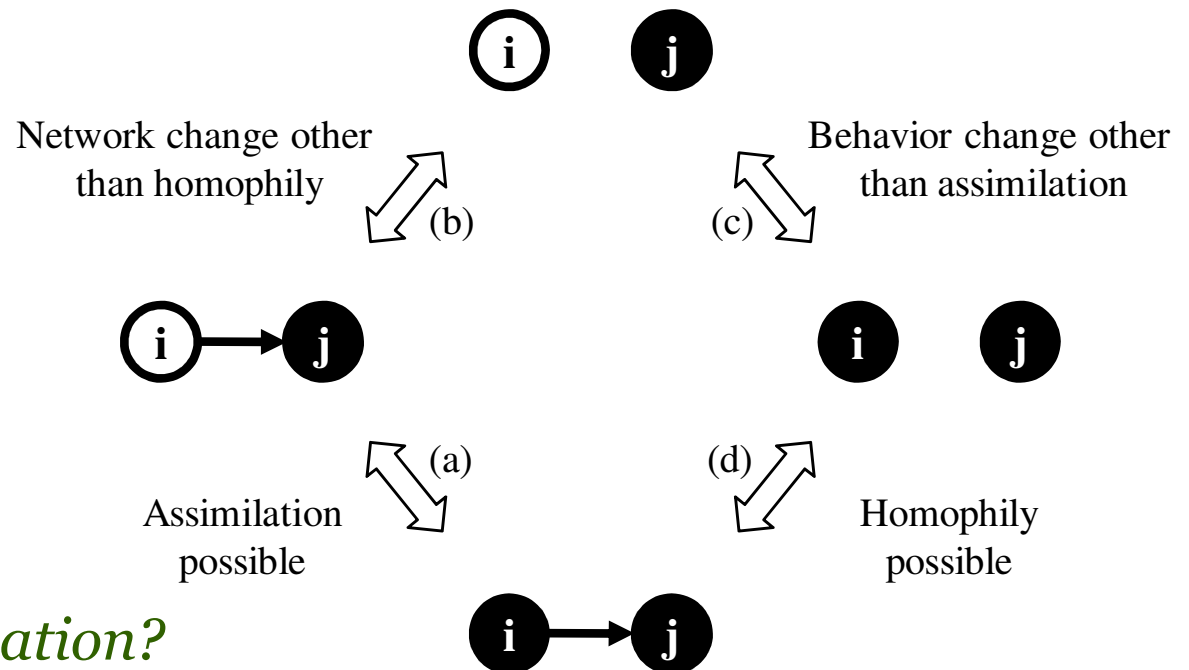 i j
Network change other
than homophily
Behavior change other
than assimilation
(b) (c)
i j
i j
(a) (d)
Assimilation
possible
Homophily
possible
ation?
i j